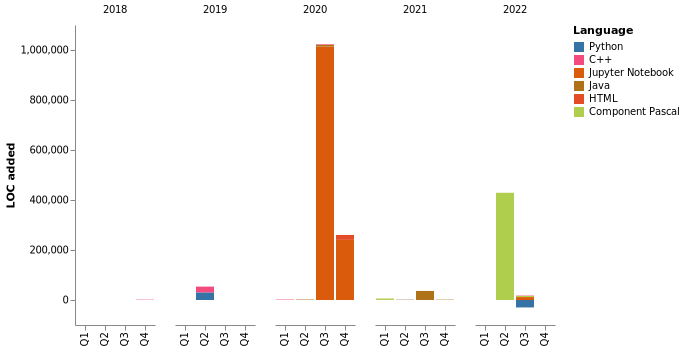 2018 2019 2020 2021 2022
Language
Python
C++
Jupyter Notebook
Java
HTML
Component Pascal
LOC added
1,000,000
800,000
600,000
400,000
200,000
0
Q1 Q2 Q3 Q4 Q1 Q2 Q3 Q4 Q1 Q2 Q3 Q4 Q1 Q2 Q3 Q4 Q1 Q2 Q3 Q4